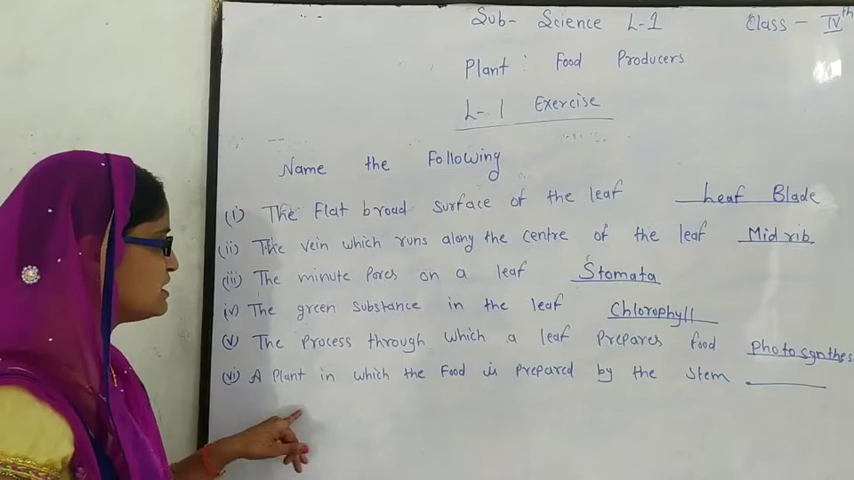 Sub- Science L-1 Class - IVth
Plant : Food Producers
L-1 Exercise
Name the Following
(i) The Flat broad surface of the leaf Leaf Blade
(ii) The vein which runs along the centre of the leaf Midrib
(iii) The minute Pores on a leaf Stomata
(iv) The green substance in the leaf Chlorophyll
(v) The Process through which a leaf Prepares food Photosynthesi
(vi) A Plant in which the Food is Prepared by the Stem